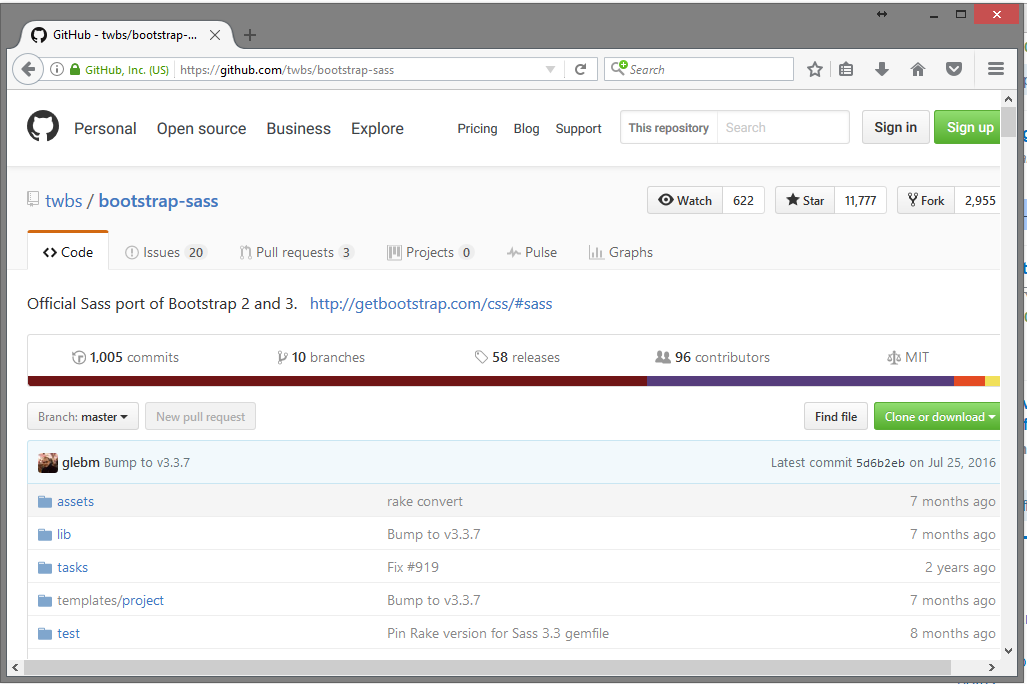 GitHub - twbs/bootstrap-...
GitHub, Inc. (US) https://github.com/twbs/bootstrap-sass Search
Personal Open source Business Explore Pricing Blog Support This repository Search Sign in Sign up
twbs / bootstrap-sass Watch 622 Star 11,777 Fork 2,955
Code Issues 20 Pull requests 3 Projects 0 Pulse Graphs
Official Sass port of Bootstrap 2 and 3. http://getbootstrap.com/css/#sass
1,005 commits 10 branches 58 releases 96 contributors MIT
Branch: master New pull request Find file Clone or download
glebm Bump to v3.3.7 Latest commit 5d6b2eb on Jul 25, 2016
assets rake convert 7 months ago
lib Bump to v3.3.7 7 months ago
tasks Fix #919 2 years ago
templates/project Bump to v3.3.7 7 months ago
test Pin Rake version for Sass 3.3 gemfile 8 months ago